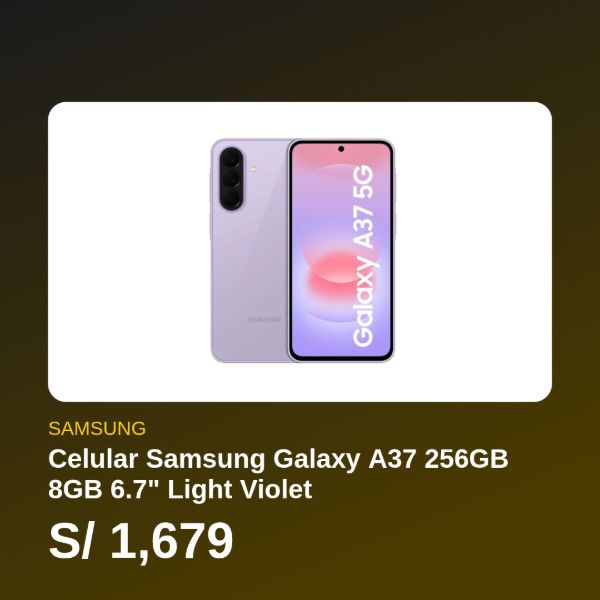 Galaxy A37 5G
SAMSUNG
SAMSUNG
Celular Samsung Galaxy A37 256GB
8GB 6.7" Light Violet
S/ 1,679